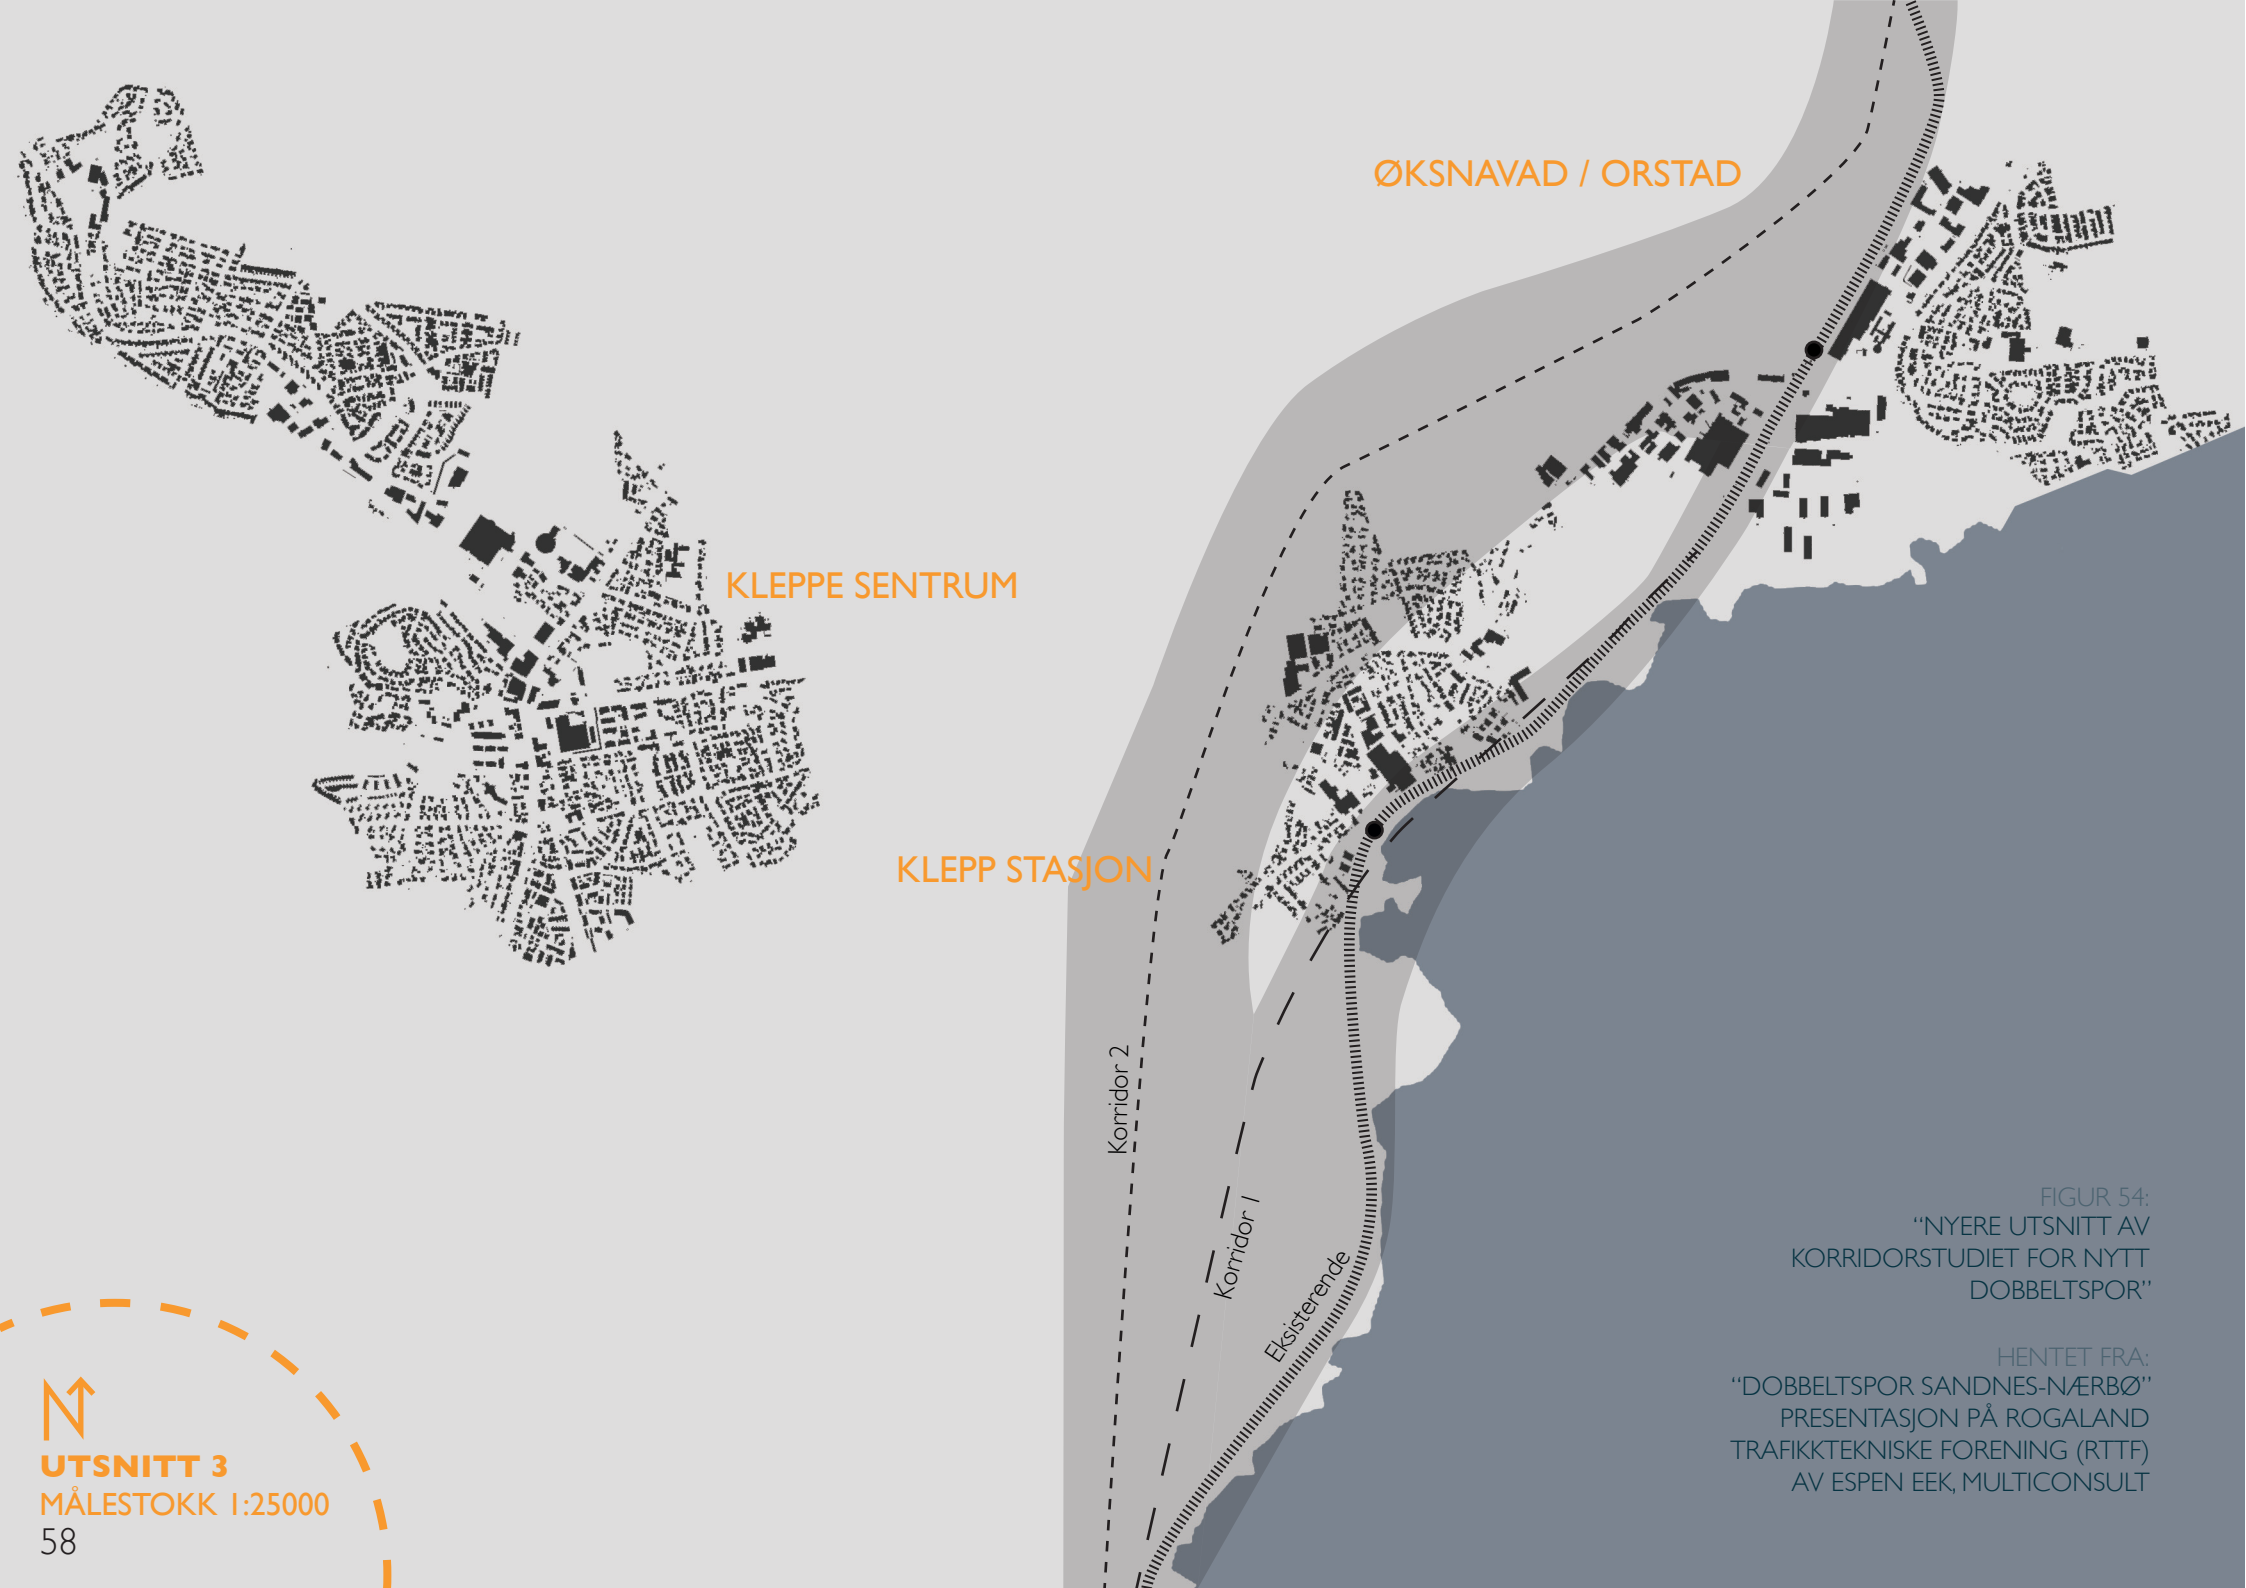 ØKSNAVAD / ORSTAD
KLEPPE SENTRUM
KLEPP STASJON
Korridor 2
Korridor 1
Eksisterende
FIGUR 54:
“NYERE UTSNITT AV
KORRIDORSTUDIET FOR NYTT
DOBBELTSPOR”
HENTET FRA:
“DOBBELTSPOR SANDNES-NÆRBØ”
PRESENTASJON PÅ ROGALAND
TRAFIKKTEKNISKE FORENING (RTTF)
AV ESPEN EEK, MULTICONSULT
N
UTSNITT 3
MÅLESTOKK 1:25000
58